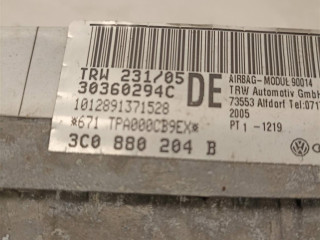 TRW 231/05
30360294C
DE
AIRBAG-MODUL 90014
TRW Automotiv GmbH
73553 Alfdorf Tel:0717
2005
PT 1 -1219
1012891371528
*671 TPA000CB9EX*
3C0 880 204 B